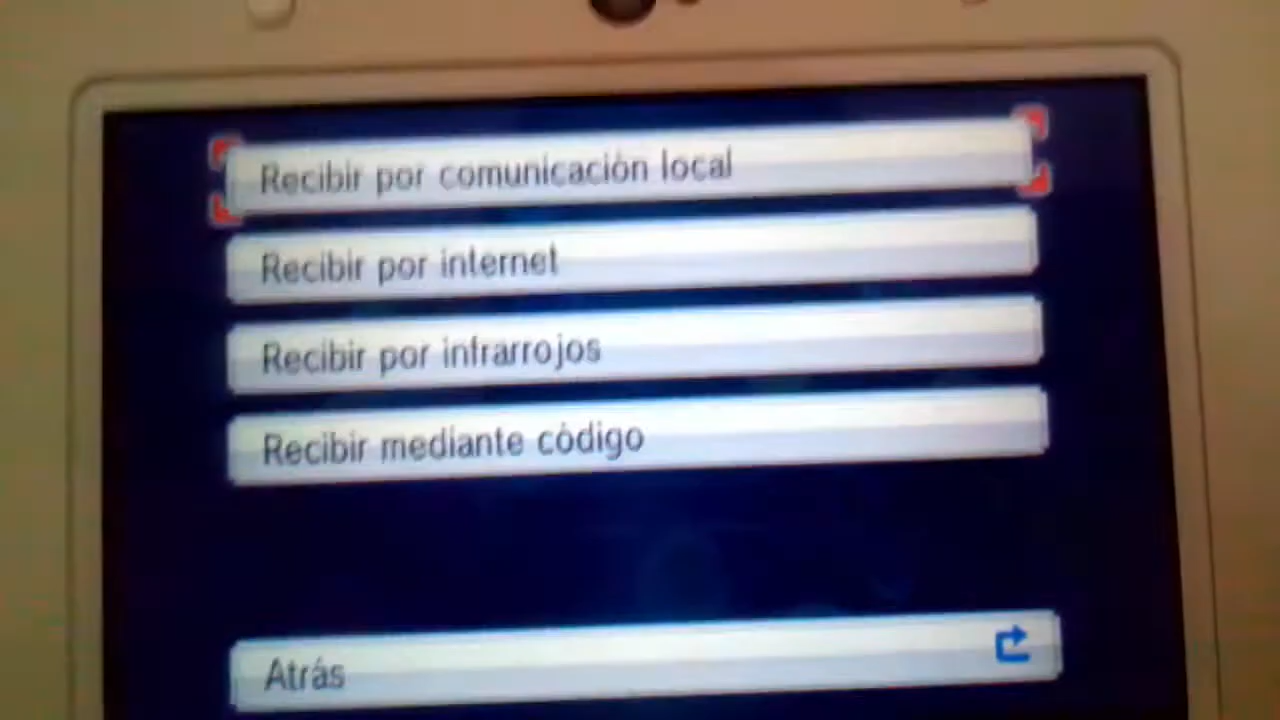 Recibir por comunicación local
Recibir por internet
Recibir por infrarrojos
Recibir mediante código
Atrás